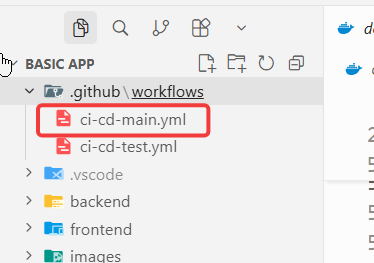 BASIC APP
.github\workflows
ci-cd-main.yml
ci-cd-test.yml
.vscode
backend
frontend
images